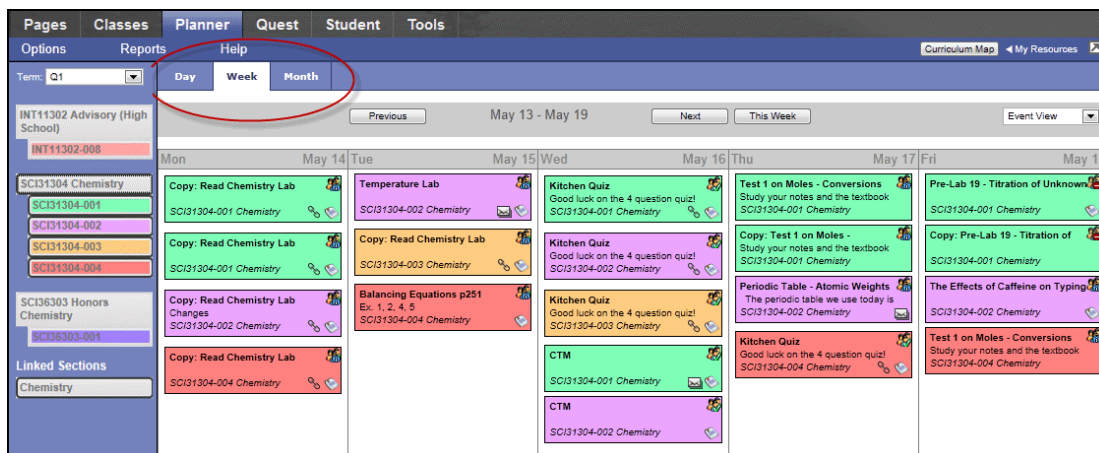 Pages Classes Planner Quest Student Tools
Options Reports Help Curriculum Map My Resources
Term: Q1
Day Week Month
Previous May 13 - May 19 Next This Week Event View
INT11302 Advisory (High
School)
INT11302-008
SCI31304 Chemistry
SCI31304-001
SCI31304-002
SCI31304-003
SCI31304-004
SCI36303 Honors
Chemistry
SCI36303-001
Linked Sections
Chemistry
Mon May 14
Copy: Read Chemistry Lab
SCI31304-001 Chemistry
Copy: Read Chemistry Lab
SCI31304-001 Chemistry
Copy: Read Chemistry Lab
Changes
SCI31304-002 Chemistry
Copy: Read Chemistry Lab
SCI31304-004 Chemistry
Tue May 15
Temperature Lab
SCI31304-002 Chemistry
Copy: Read Chemistry Lab
SCI31304-003 Chemistry
Balancing Equations p251
Ex. 1, 2, 4, 5
SCI31304-004 Chemistry
Wed May 16
Kitchen Quiz
Good luck on the 4 question quiz!
SCI31304-001 Chemistry
Kitchen Quiz
Good luck on the 4 question quiz!
SCI31304-002 Chemistry
Kitchen Quiz
Good luck on the 4 question quiz!
SCI31304-003 Chemistry
CTM
SCI31304-001 Chemistry
CTM
SCI31304-002 Chemistry
Thu May 17
Test 1 on Moles - Conversions
Study your notes and the textbook
SCI31304-001 Chemistry
Copy: Test 1 on Moles -
Study your notes and the textbook
SCI31304-001 Chemistry
Periodic Table - Atomic Weights
The periodic table we use today is
SCI31304-002 Chemistry
Kitchen Quiz
Good luck on the 4 question quiz!
SCI31304-004 Chemistry
Fri May 1
Pre-Lab 19 - Titration of Unknown
SCI31304-001 Chemistry
Copy: Pre-Lab 19 - Titration of
SCI31304-001 Chemistry
The Effects of Caffeine on Typing
SCI31304-002 Chemistry
Test 1 on Moles - Conversions
Study your notes and the textbook
SCI31304-004 Chemistry